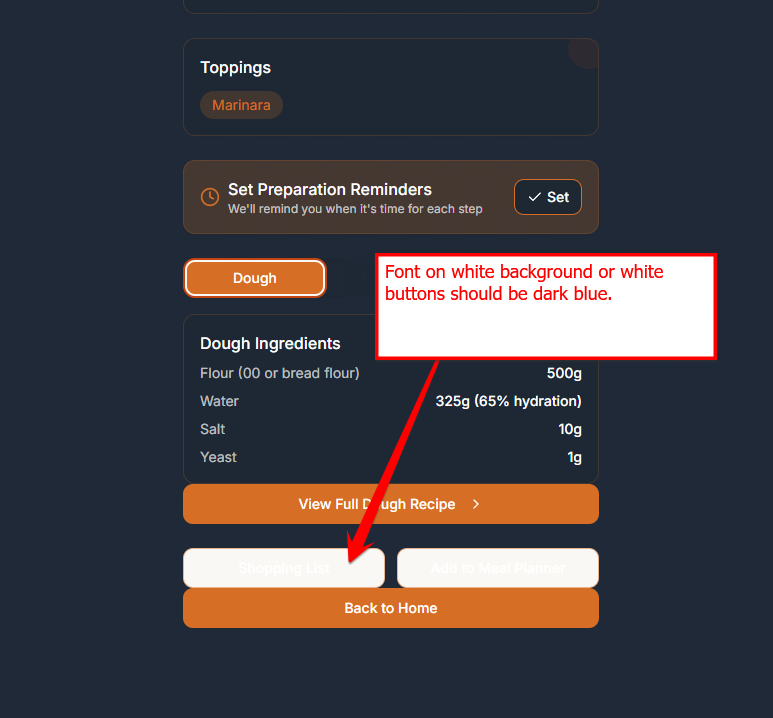 Toppings
Marinara
Set Preparation Reminders
We'll remind you when it's time for each step
Set
Dough
Font on white background or white
buttons should be dark blue.
Dough Ingredients
Flour (00 or bread flour) 500g
Water 325g (65% hydration)
Salt 10g
Yeast 1g
View Full Dough Recipe
Shopping List Add to Meal Planner
Back to Home